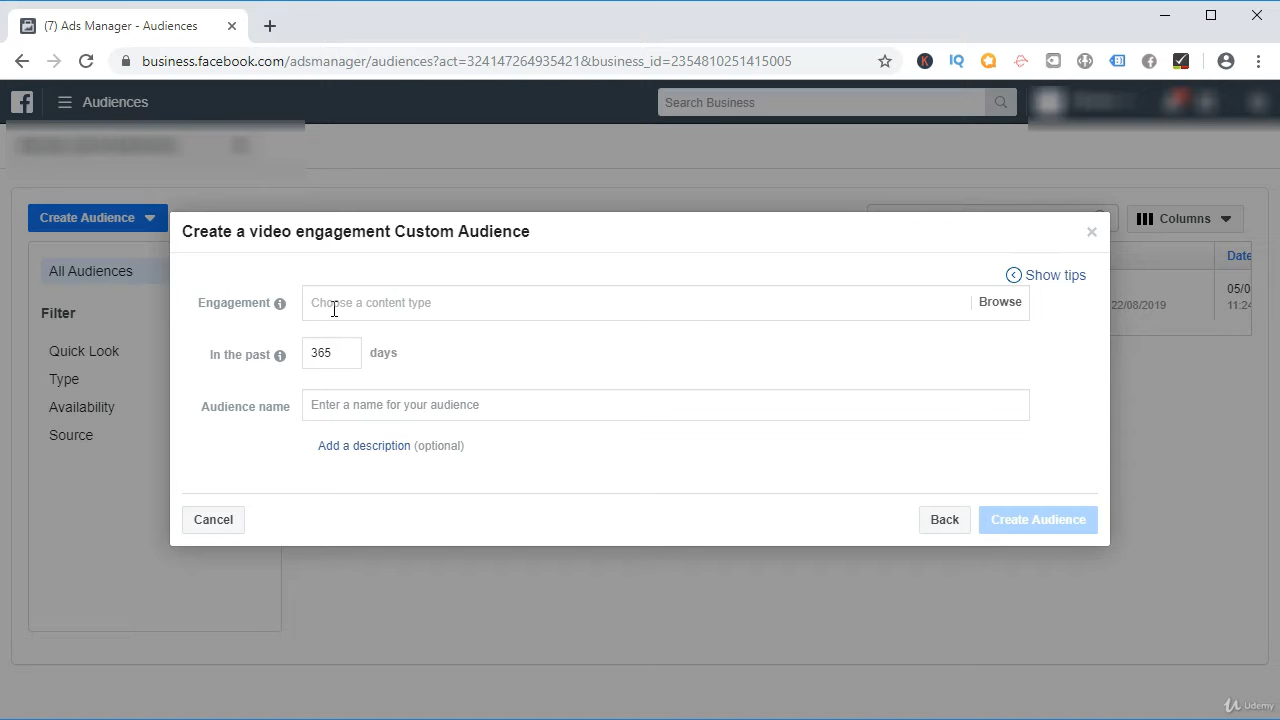 (7) Ads Manager - Audiences
business.facebook.com/adsmanager/audiences?act=324147264935421&business_id=2354810251415005
Audiences
Search Business
Create Audience
Columns
All Audiences
Date
Filter
05/0
22/08/2019
11:24
Quick Look
Type
Availability
Source
Create a video engagement Custom Audience
Show tips
Engagement
Choose a content type
Browse
In the past
365
days
Audience name
Enter a name for your audience
Add a description (optional)
Cancel
Back
Create Audience
Udemy